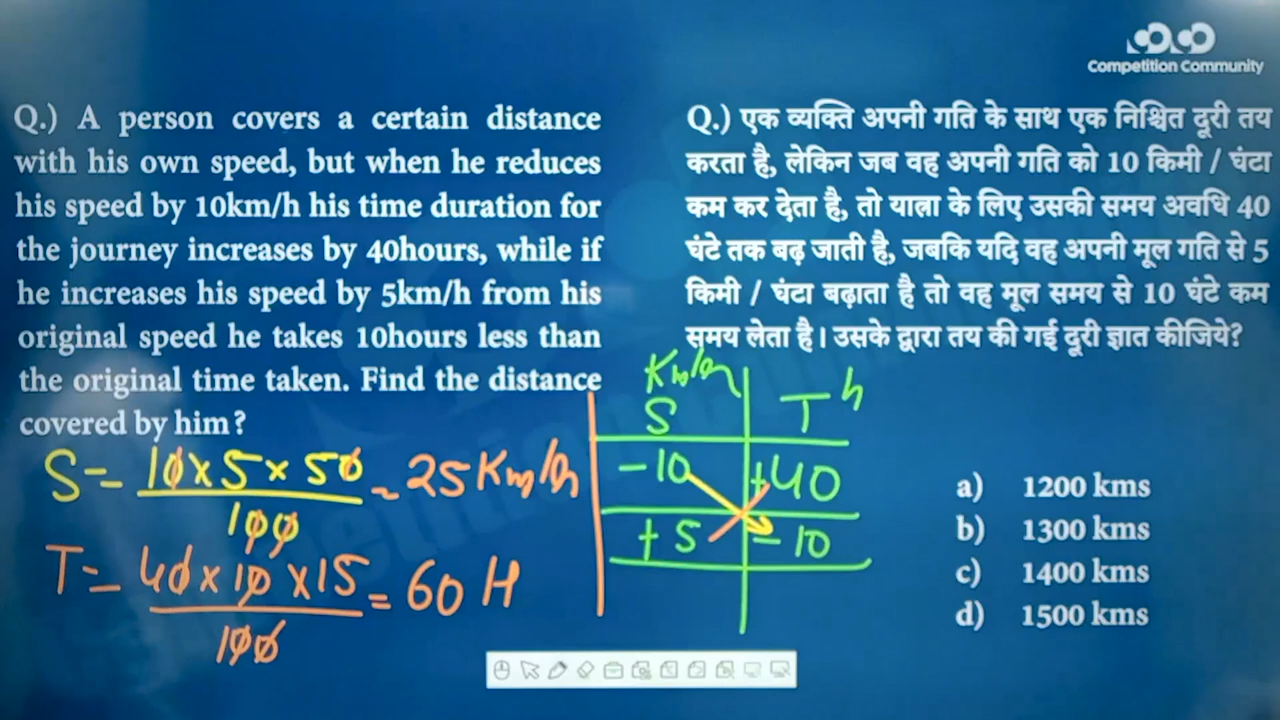 Competition Community
Q.) A person covers a certain distance
with his own speed, but when he reduces
his speed by 10km/h his time duration for
the journey increases by 40hours, while if
he increases his speed by 5km/h from his
original speed he takes 10hours less than
the original time taken. Find the distance
covered by him?
Q.) एक व्यक्ति अपनी गति के साथ एक निश्चित दूरी तय
करता है, लेकिन जब वह अपनी गति को 10 किमी / घंटा
कम कर देता है, तो यात्रा के लिए उसकी समय अवधि 40
घंटे तक बढ़ जाती है, जबकि यदि वह अपनी मूल गति से 5
किमी / घंटा बढ़ाता है तो वह मूल समय से 10 घंटे कम
समय लेता है। उसके द्वारा तय की गई दूरी ज्ञात कीजिये?
S = 10 x 5 x 50 = 25 Km/h
100
T = 40 x 10 x 15 = 60 H
100
Km/h h
S T
-10 +40
+5 -10
a) 1200 kms
b) 1300 kms
c) 1400 kms
d) 1500 kms